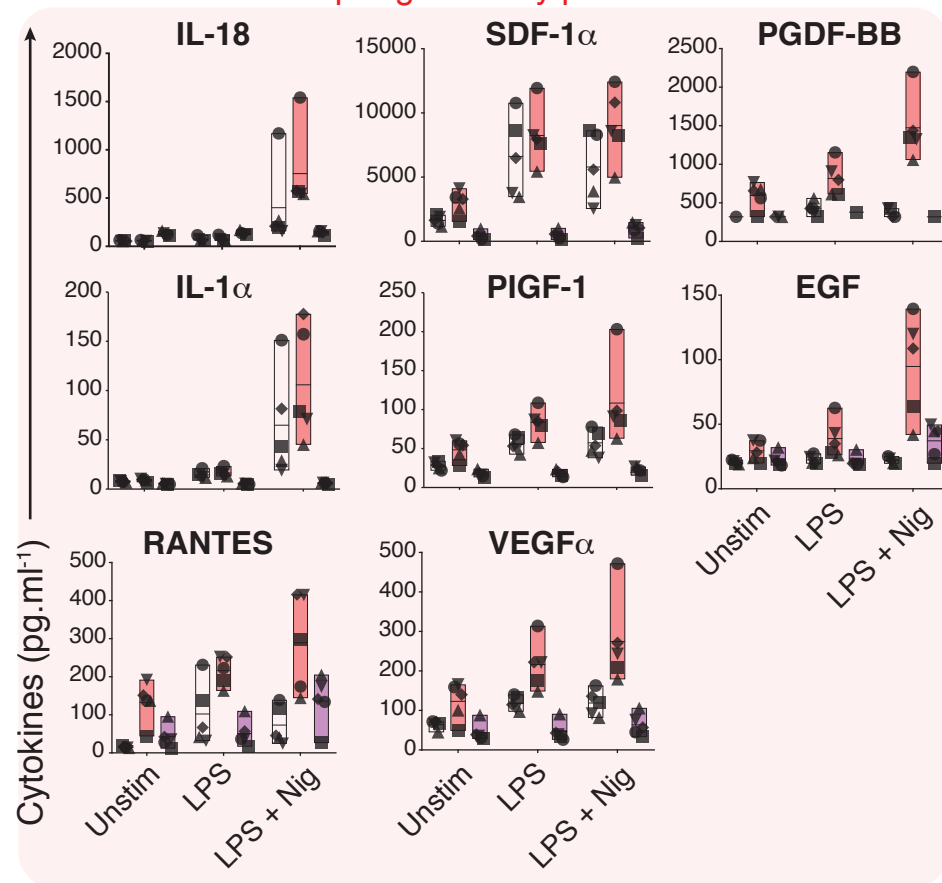 IL-18
2000
1500
1000
500
0
SDF-1α
15000
10000
5000
0
PGDF-BB
2500
2000
1500
1000
500
0
IL-1α
200
150
100
50
0
PIGF-1
250
200
150
100
50
0
EGF
150
100
50
0
Unstim
LPS
LPS + Nig
RANTES
500
400
300
200
100
0
Unstim
LPS
LPS + Nig
VEGFα
500
400
300
200
100
0
Unstim
LPS
LPS + Nig
Cytokines (pg.ml-1)